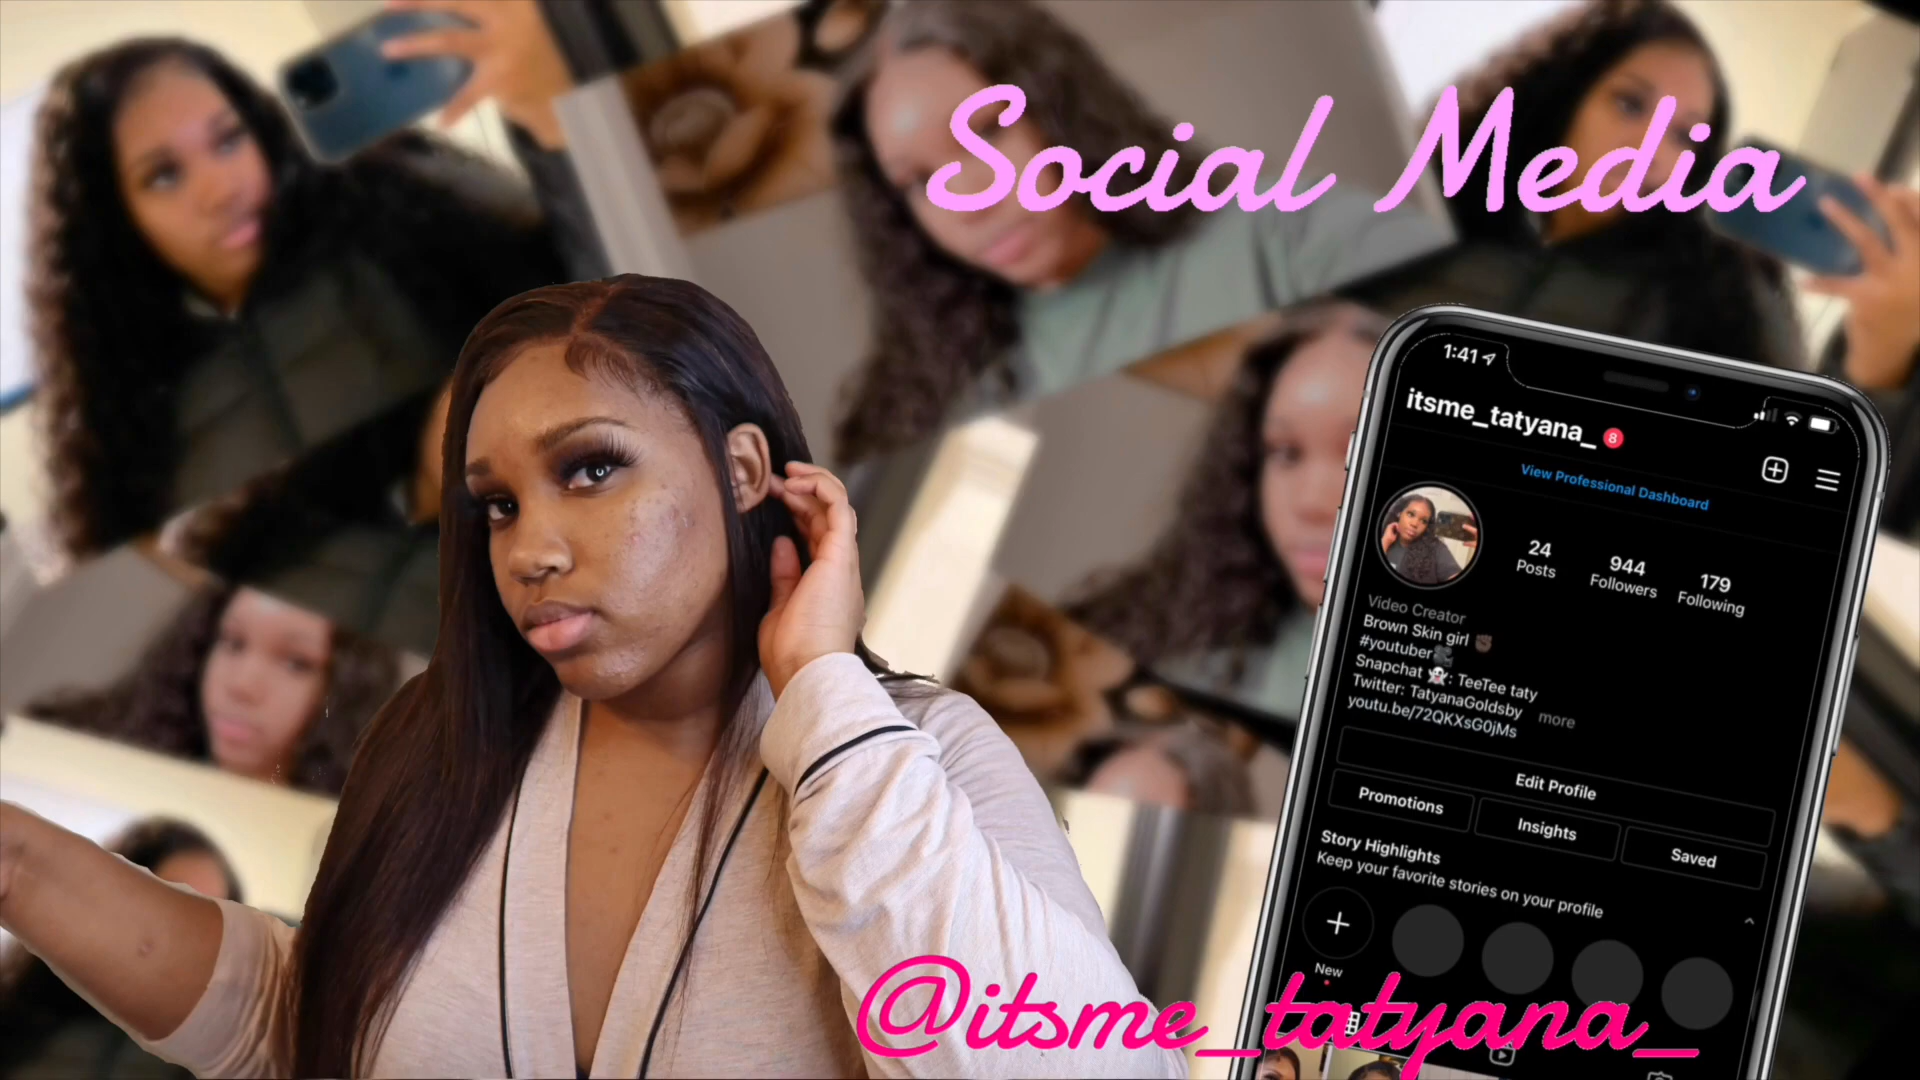 Social Media
1:41
itsme_tatyana_ 8
View Professional Dashboard
24 944 179
Posts Followers Following
Video Creator
Brown Skin girl ✊🏾
#youtuber🎥
Snapchat 👻: TeeTee taty
Twitter: TatyanaGoldsby
youtu.be/72QKXsG0jMs more
Edit Profile
Promotions Insights Saved
Story Highlights
Keep your favorite stories on your profile
New
@itsme_tatyana_